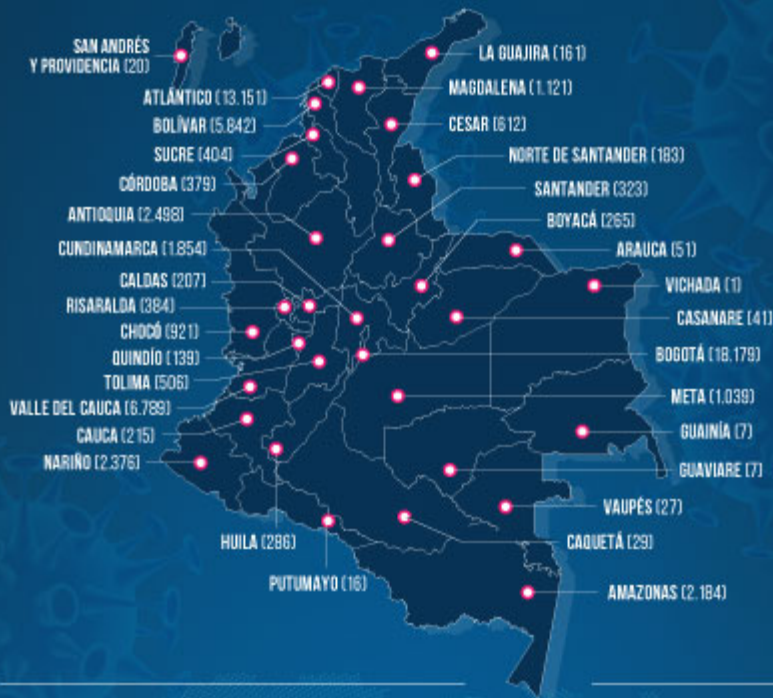 SAN ANDRÉS
Y PROVIDENCIA (20)
ATLÁNTICO (13.151)
BOLÍVAR (5.842)
SUCRE (404)
CÓRDOBA (379)
ANTIOQUIA (2.498)
CUNDINAMARCA (1.854)
CALDAS (207)
RISARALDA (384)
CHOCÓ (921)
QUINDÍO (139)
TOLIMA (506)
VALLE DEL CAUCA (6.789)
CAUCA (215)
NARIÑO (2.376)
HUILA (286)
PUTUMAYO (16)
LA GUAJIRA (161)
MAGDALENA (1.121)
CESAR (612)
NORTE DE SANTANDER (183)
SANTANDER (323)
BOYACÁ (265)
ARAUCA (51)
VICHADA (1)
CASANARE (41)
BOGOTÁ (18.179)
META (1.039)
GUAINÍA (7)
GUAVIARE (7)
VAUPÉS (27)
CAQUETÁ (29)
AMAZONAS (2.184)